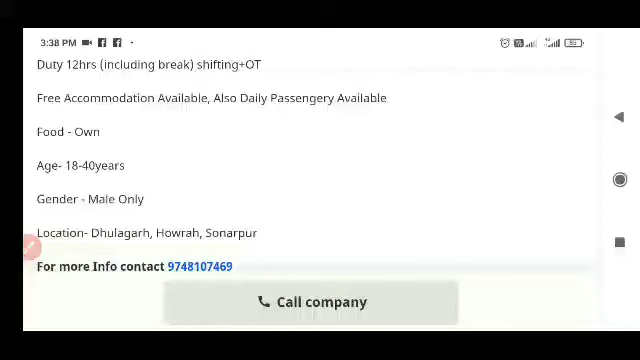 3:38 PM
55
Duty 12hrs (including break) shifting+OT
Free Accommodation Available, Also Daily Passengery Available
Food - Own
Age- 18-40years
Gender - Male Only
Location- Dhulagarh, Howrah, Sonarpur
For more Info contact 9748107469
Call company